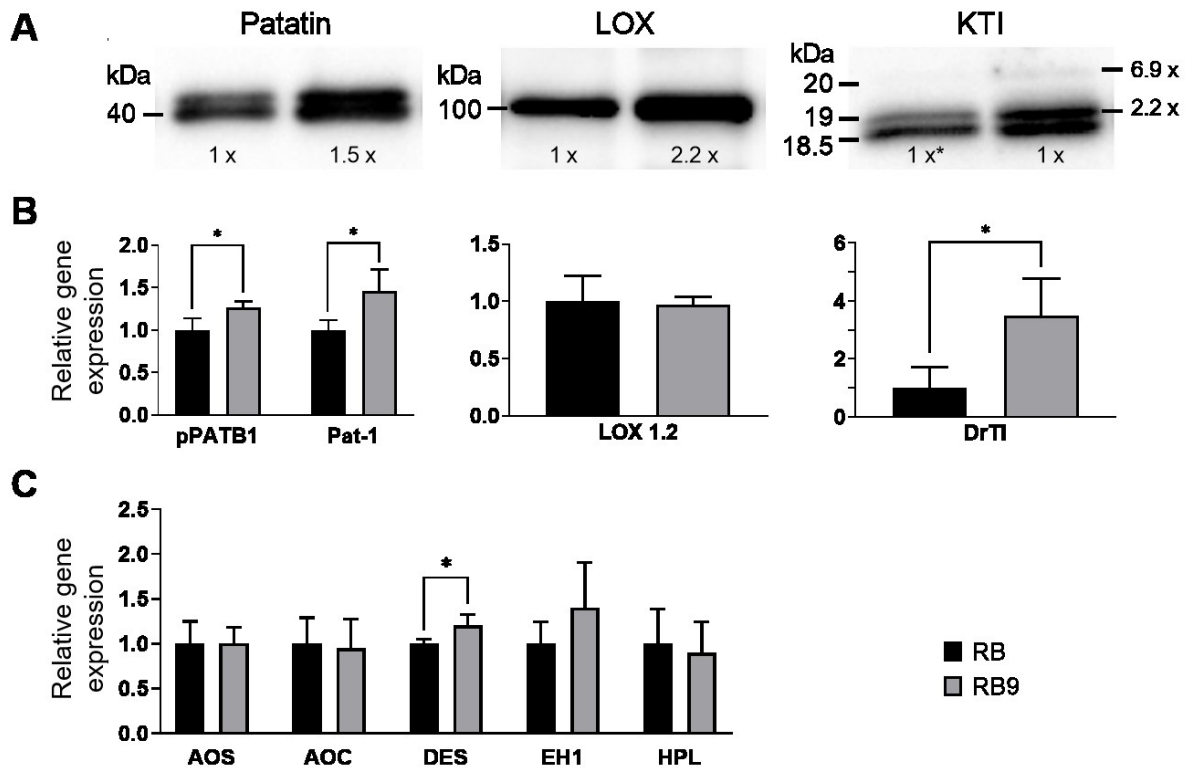 A
Patatin
LOX
KTI
kDa
40
1 x
1.5 x
kDa
100
1 x
2.2 x
kDa
20
19
18.5
6.9 x
2.2 x
1 x*
1 x
B
Relative gene
expression
2.0
1.5
1.0
0.5
0.0
*
*
pPATB1
Pat-1
1.5
1.0
0.5
0.0
LOX 1.2
6
4
2
0
*
DrTI
C
Relative gene
expression
2.5
2.0
1.5
1.0
0.5
0.0
*
AOS
AOC
DES
EH1
HPL
RB
RB9